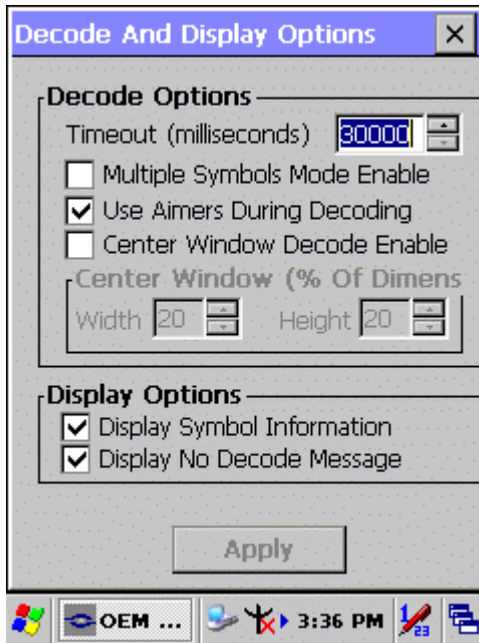 Decode And Display Options
Decode Options
Timeout (milliseconds) 30000
Multiple Symbols Mode Enable
Use Aimers During Decoding
Center Window Decode Enable
Center Window (% Of Dimens
Width 20 Height 20
Display Options
Display Symbol Information
Display No Decode Message
Apply
OEM ... 3:36 PM 1/23